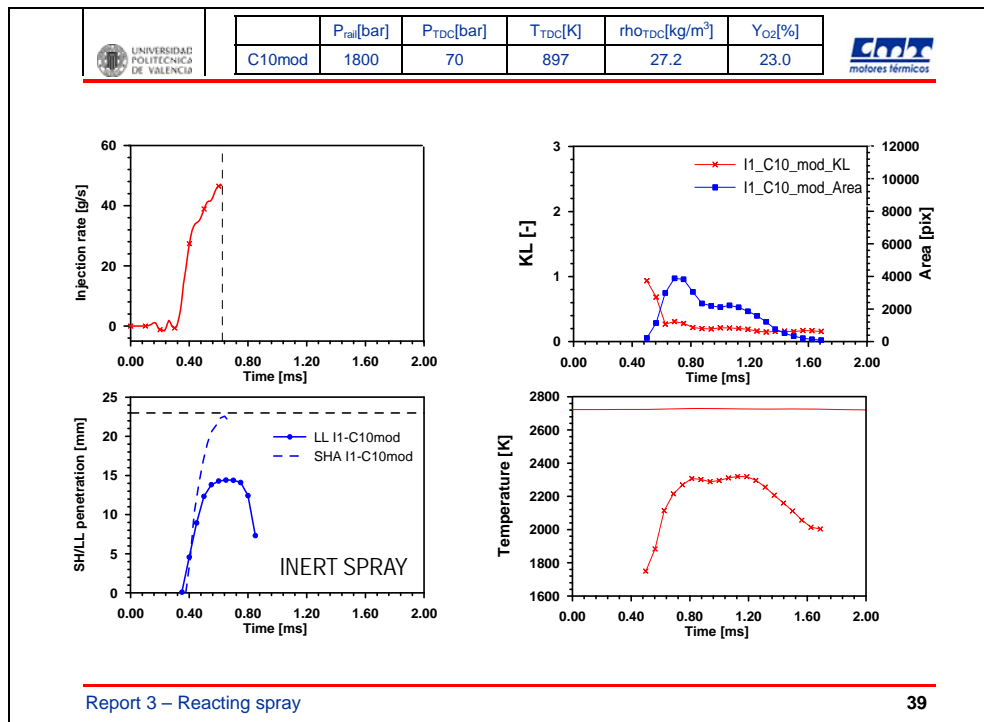 UNIVERSIDAD
POLITECNICA
DE VALENCIA
Prail[bar] PTDC[bar] TTDC[K] rhoTDC[kg/m³] YO2[%]
C10mod 1800 70 897 27.2 23.0
CMT
motores térmicos
60
40
20
0
Injection rate [g/s]
0.00 0.40 0.80 1.20 1.60 2.00
Time [ms]
3
2
1
0
KL [-]
I1_C10_mod_KL
I1_C10_mod_Area
12000
10000
8000
6000
4000
2000
0
Area [pix]
0.00 0.40 0.80 1.20 1.60 2.00
Time [ms]
25
20
15
10
5
0
SH/LL penetration [mm]
LL I1-C10mod
SHA I1-C10mod
INERT SPRAY
0.00 0.40 0.80 1.20 1.60 2.00
Time [ms]
2800
2600
2400
2200
2000
1800
1600
Temperature [K]
0.00 0.40 0.80 1.20 1.60 2.00
Time [ms]
Report 3 – Reacting spray
39